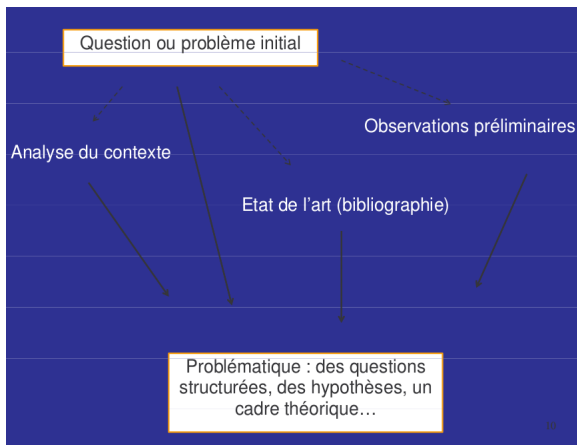 Question ou problème initial
Observations préliminaires
Analyse du contexte
Etat de l'art (bibliographie)
Problématique : des questions
structurées, des hypothèses, un
cadre théorique…